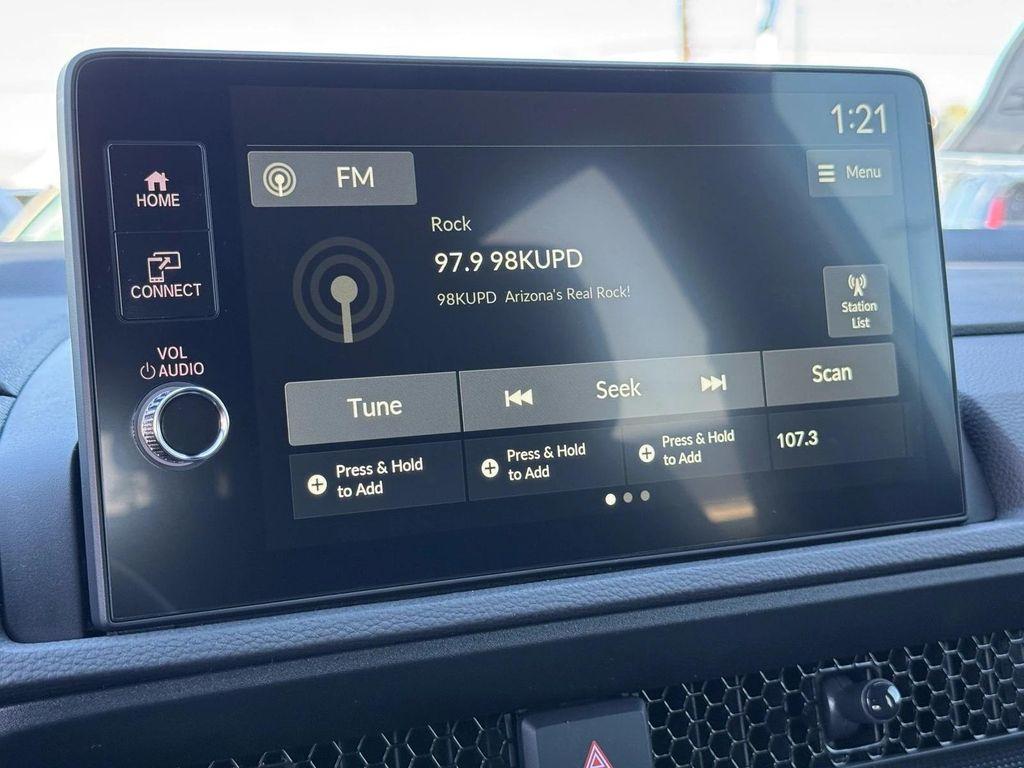 1:21
HOME
CONNECT
VOL
AUDIO
FM
Menu
Rock
97.9 98KUPD
98KUPD Arizona's Real Rock!
Station
List
Tune
Seek
Scan
Press & Hold
to Add
Press & Hold
to Add
Press & Hold
to Add
107.3